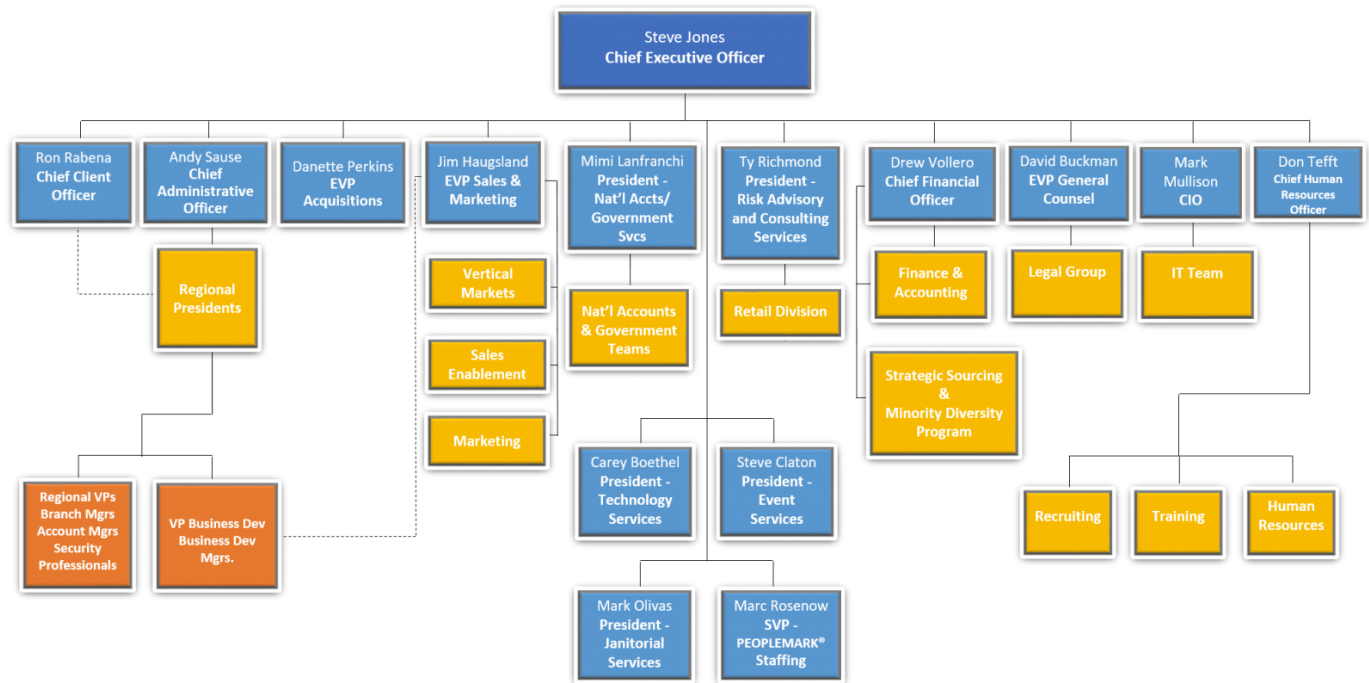 Steve Jones
Chief Executive Officer
Ron Rabena
Chief Client
Officer
Andy Sause
Chief
Administrative
Officer
Danette Perkins
EVP
Acquisitions
Jim Haugsland
EVP Sales &
Marketing
Mimi Lanfranchi
President -
Nat'l Accts/
Government
Svcs
Ty Richmond
President -
Risk Advisory
and Consulting
Services
Drew Vollero
Chief Financial
Officer
David Buckman
EVP General
Counsel
Mark
Mullison
CIO
Don Tefft
Chief Human
Resources
Officer
Regional
Presidents
Vertical
Markets
Sales
Enablement
Marketing
Nat'l Accounts
& Government
Teams
Retail Division
Finance &
Accounting
Legal Group
IT Team
Strategic Sourcing
&
Minority Diversity
Program
Regional VPs
Branch Mgrs
Account Mgrs
Security
Professionals
VP Business Dev
Business Dev
Mgrs.
Carey Boethel
President -
Technology
Services
Steve Claton
President -
Event
Services
Recruiting
Training
Human
Resources
Mark Olivas
President -
Janitorial
Services
Marc Rosenow
SVP -
PEOPLEMARK®
Staffing